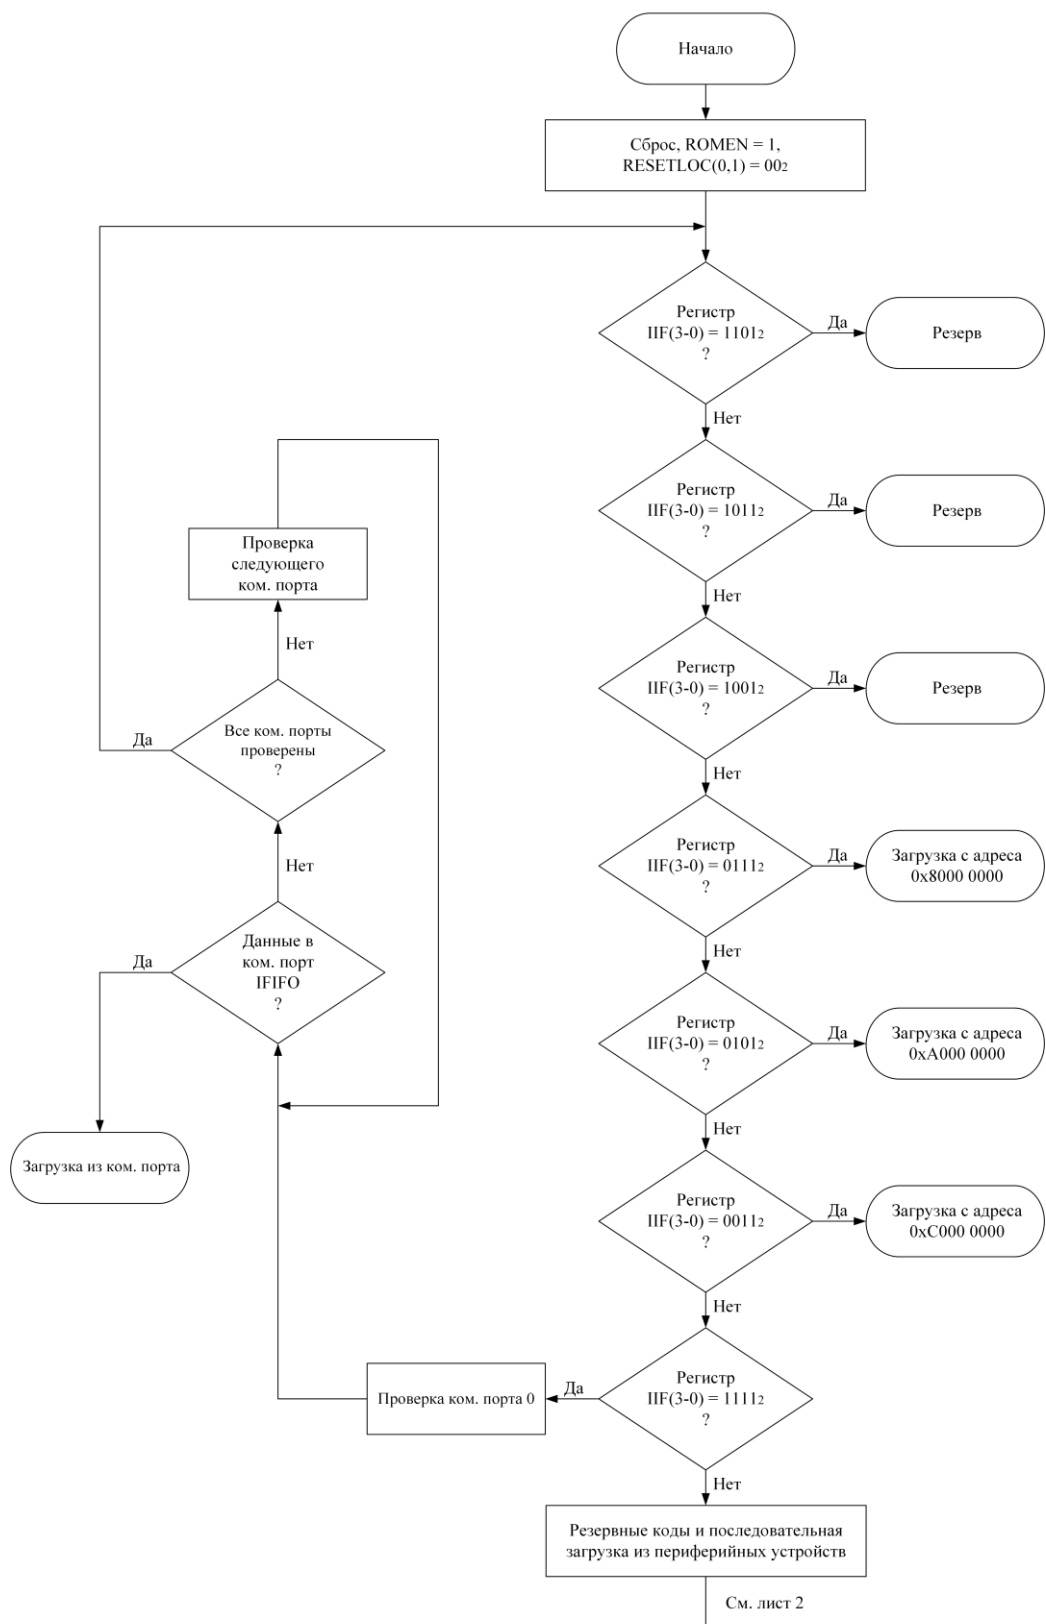 Начало
Сброс, ROMEN = 1,
RESETLOC(0,1) = 00₂
Регистр
IIF(3-0) = 1101₂
?
Да
Резерв
Нет
Регистр
IIF(3-0) = 1011₂
?
Да
Резерв
Нет
Регистр
IIF(3-0) = 1001₂
?
Да
Резерв
Нет
Регистр
IIF(3-0) = 0111₂
?
Да
Загрузка с адреса
0x8000 0000
Нет
Регистр
IIF(3-0) = 0101₂
?
Да
Загрузка с адреса
0xA000 0000
Нет
Регистр
IIF(3-0) = 0011₂
?
Да
Загрузка с адреса
0xC000 0000
Нет
Регистр
IIF(3-0) = 1111₂
?
Да
Проверка ком. порта 0
Данные в
ком. порт
IFIFO
?
Да
Загрузка из ком. порта
Нет
Все ком. порты
проверены
?
Да
Нет
Проверка
следующего
ком. порта
Нет
Резервные коды и последовательная
загрузка из периферийных устройств
См. лист 2